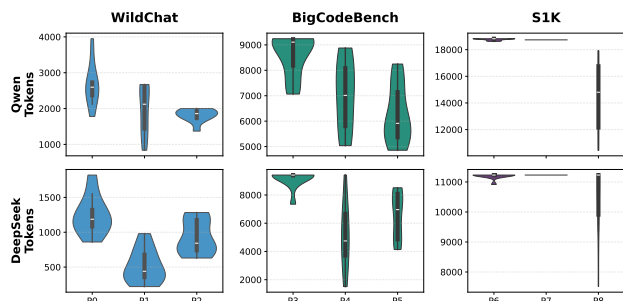 WildChat
BigCodeBench
S1K
Qwen
Tokens
4000
3000
2000
1000
9000
8000
7000
6000
5000
18000
16000
14000
12000
DeepSeek
Tokens
1500
1000
500
8000
6000
4000
2000
11000
10000
9000
8000
P0
P1
P2
P3
P4
P5
P6
P7
P8